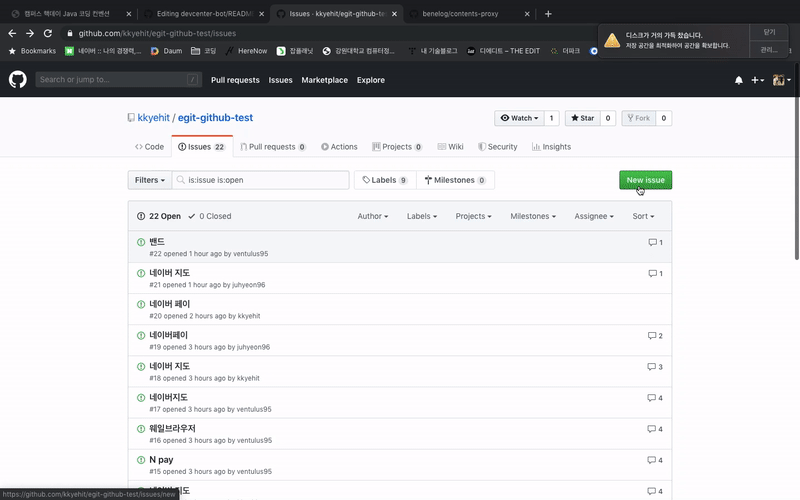 캠퍼스 핵데이 Java 코딩 컨벤션
Editing devcenter-bot/README
Issues · kkyehit/egit-github-test
benelog/contents-proxy
github.com/kkyehit/egit-github-test/issues
디스크가 거의 가득 찼습니다.
저장 공간을 최적화하여 공간을 확보합니다.
닫기
관리...
Bookmarks
네이버 :: 나의 경쟁력,...
Daum
코딩
HereNow
잡플래닛
강원대학교 컴퓨터정...
내 기술블로그
디에디트 – THE EDIT
더파크
Search or jump to...
/
Pull requests
Issues
Marketplace
Explore
kkyehit / egit-github-test
Watch 1
Star 0
Fork 0
Code
Issues 22
Pull requests 0
Actions
Projects 0
Wiki
Security
Insights
Filters
is:issue is:open
Labels 9
Milestones 0
New issue
22 Open
0 Closed
Author
Labels
Projects
Milestones
Assignee
Sort
밴드
1
#22 opened 1 hour ago by ventulus95
네이버 지도
1
#21 opened 1 hour ago by juhyeon96
네이버 페이
#20 opened 2 hours ago by kkyehit
네이버페이
2
#19 opened 3 hours ago by juhyeon96
네이버 지도
3
#18 opened 3 hours ago by kkyehit
네이버지도
4
#17 opened 3 hours ago by ventulus95
웨일브라우저
4
#16 opened 3 hours ago by ventulus95
N pay
4
#15 opened 3 hours ago by ventulus95
4
https://github.com/kkyehit/egit-github-test/issues/new